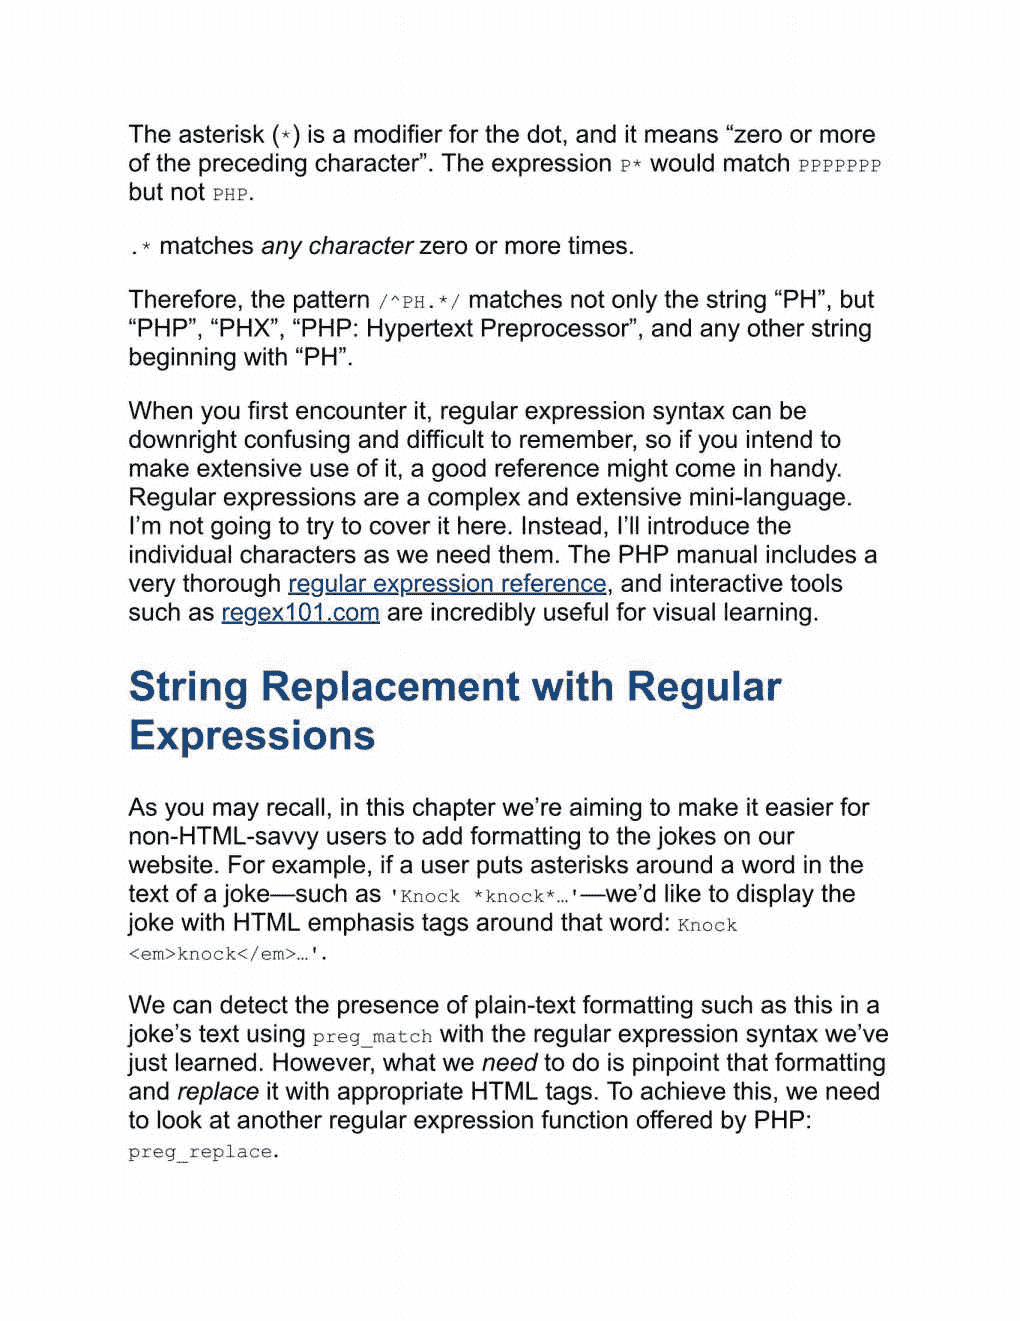 The asterisk (*) is a modifier for the dot, and it means “zero or more
of the preceding character”. The expression P* would match PPPPPPP
but not PHP.
.* matches any character zero or more times.
Therefore, the pattern /^PH.*/ matches not only the string “PH”, but
“PHP”, “PHX”, “PHP: Hypertext Preprocessor”, and any other string
beginning with “PH”.
When you first encounter it, regular expression syntax can be
downright confusing and difficult to remember, so if you intend to
make extensive use of it, a good reference might come in handy.
Regular expressions are a complex and extensive mini-language.
I’m not going to try to cover it here. Instead, I’ll introduce the
individual characters as we need them. The PHP manual includes a
very thorough regular expression reference, and interactive tools
such as regex101.com are incredibly useful for visual learning.
String Replacement with Regular
Expressions
As you may recall, in this chapter we’re aiming to make it easier for
non-HTML-savvy users to add formatting to the jokes on our
website. For example, if a user puts asterisks around a word in the
text of a joke—such as 'Knock *knock*…'—we’d like to display the
joke with HTML emphasis tags around that word: Knock
<em>knock</em>…'.
We can detect the presence of plain-text formatting such as this in a
joke’s text using preg_match with the regular expression syntax we’ve
just learned. However, what we need to do is pinpoint that formatting
and replace it with appropriate HTML tags. To achieve this, we need
to look at another regular expression function offered by PHP:
preg_replace.